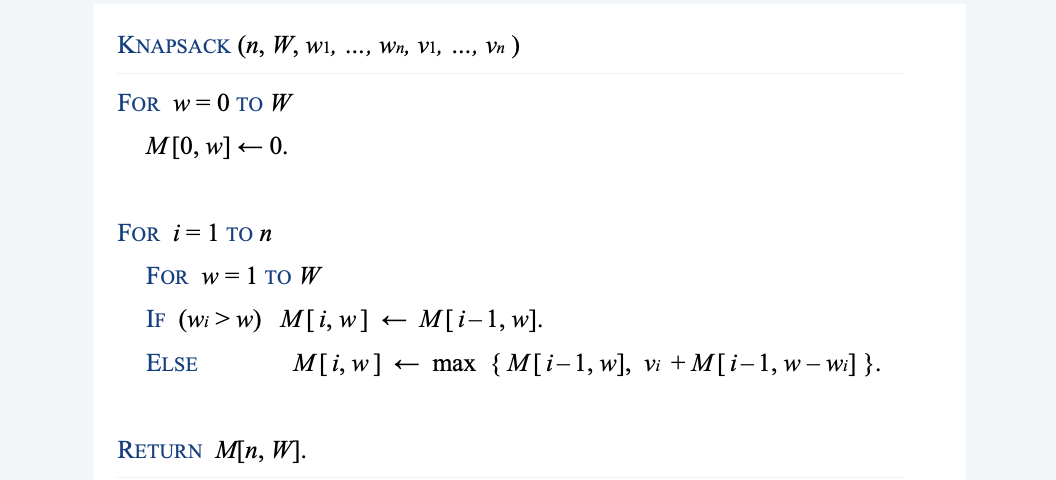 KNAPSACK (n, W, w1, ..., wn, v1, ..., vn )
FOR w = 0 TO W
M[0, w] ← 0.
FOR i = 1 TO n
FOR w = 1 TO W
IF (wi > w) M[i, w] ← M[i–1, w].
ELSE M[i, w] ← max { M[i–1, w], vi + M[i–1, w – wi] }.
RETURN M[n, W].